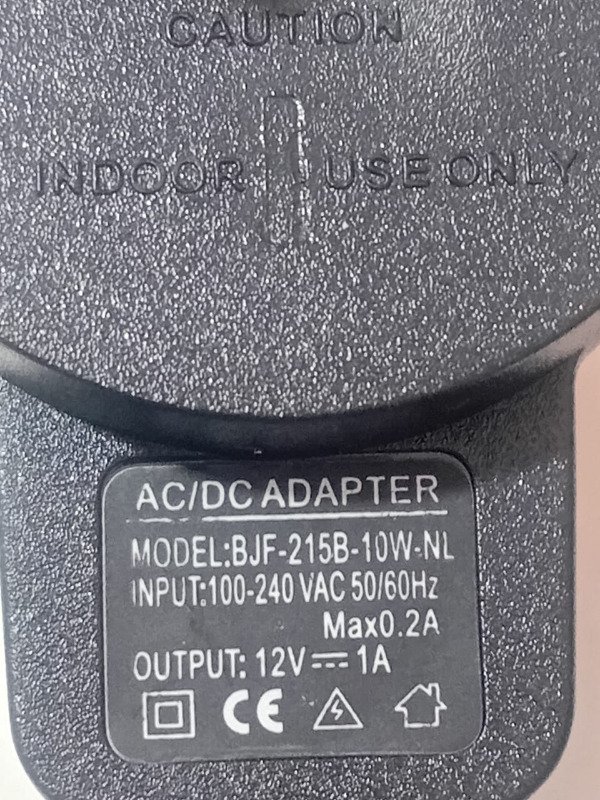 CAUTION
INDOOR USE ONLY
AC/DC ADAPTER
MODEL:BJF-215B-10W-NL
INPUT:100-240 VAC 50/60Hz
Max0.2A
OUTPUT: 12V⎓1A
CE